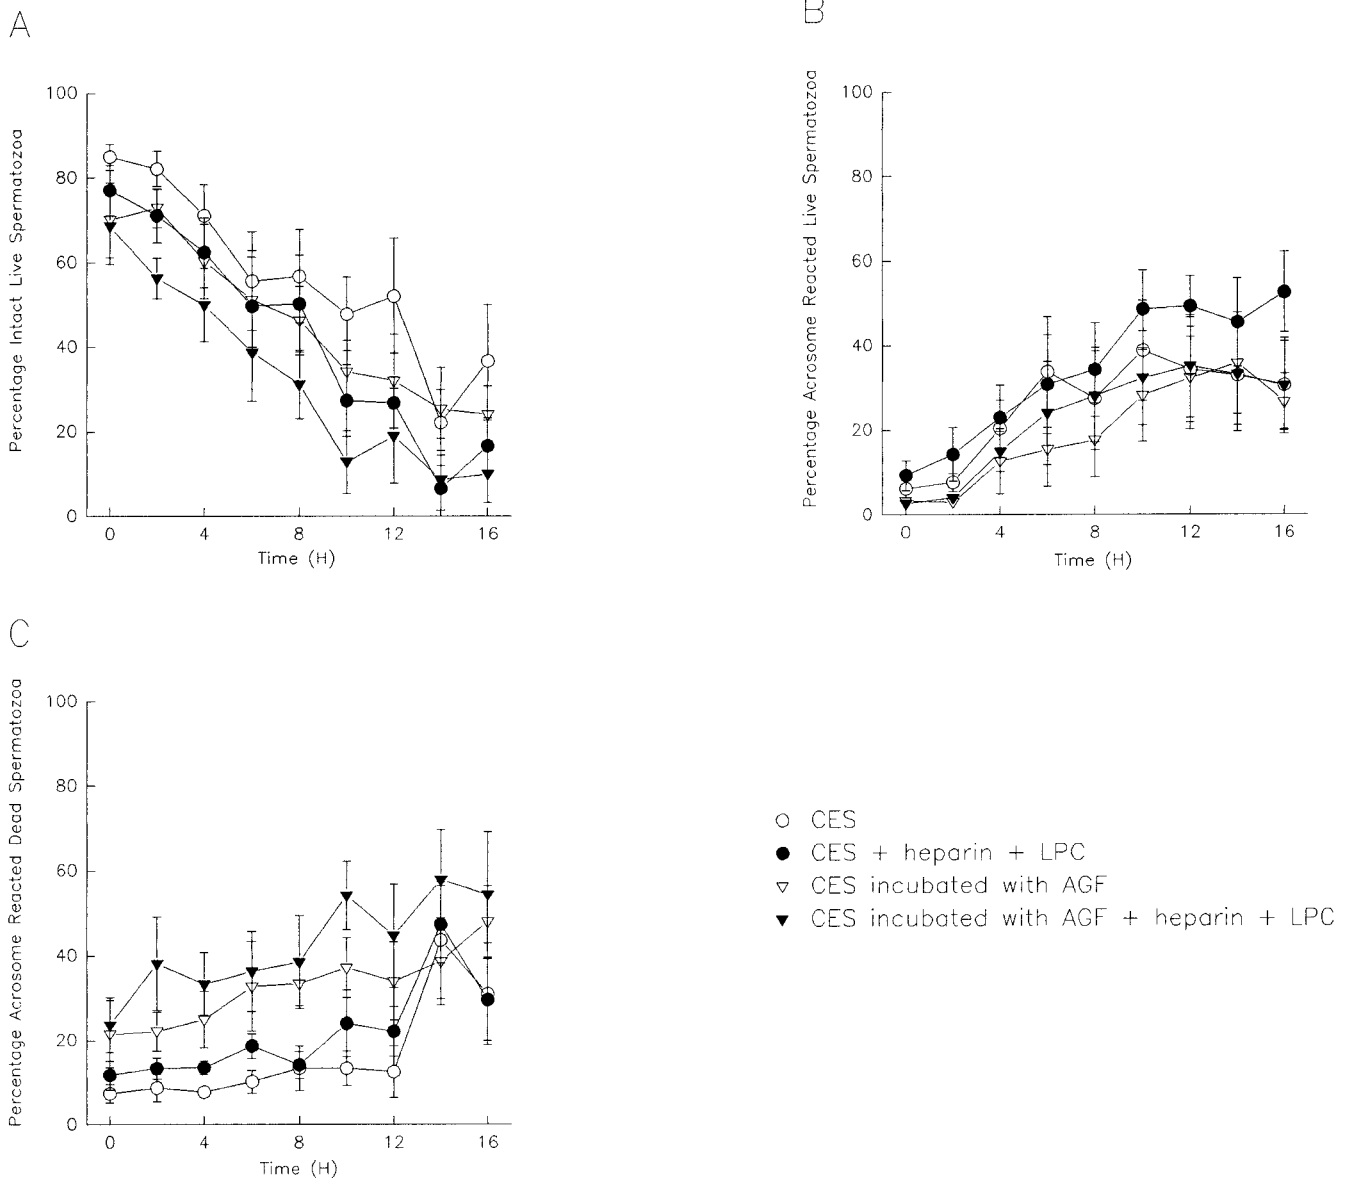 A
B
Percentage Intact Live Spermatozoa
100
80
60
40
20
0
0 4 8 12 16
Time (H)
Percentage Acrosome Reacted Live Spermatozoa
100
80
60
40
20
0
0 4 8 12 16
Time (H)
C
Percentage Acrosome Reacted Dead Spermatozoa
100
80
60
40
20
0
0 4 8 12 16
Time (H)
CES
CES + heparin + LPC
CES incubated with AGF
CES incubated with AGF + heparin + LPC